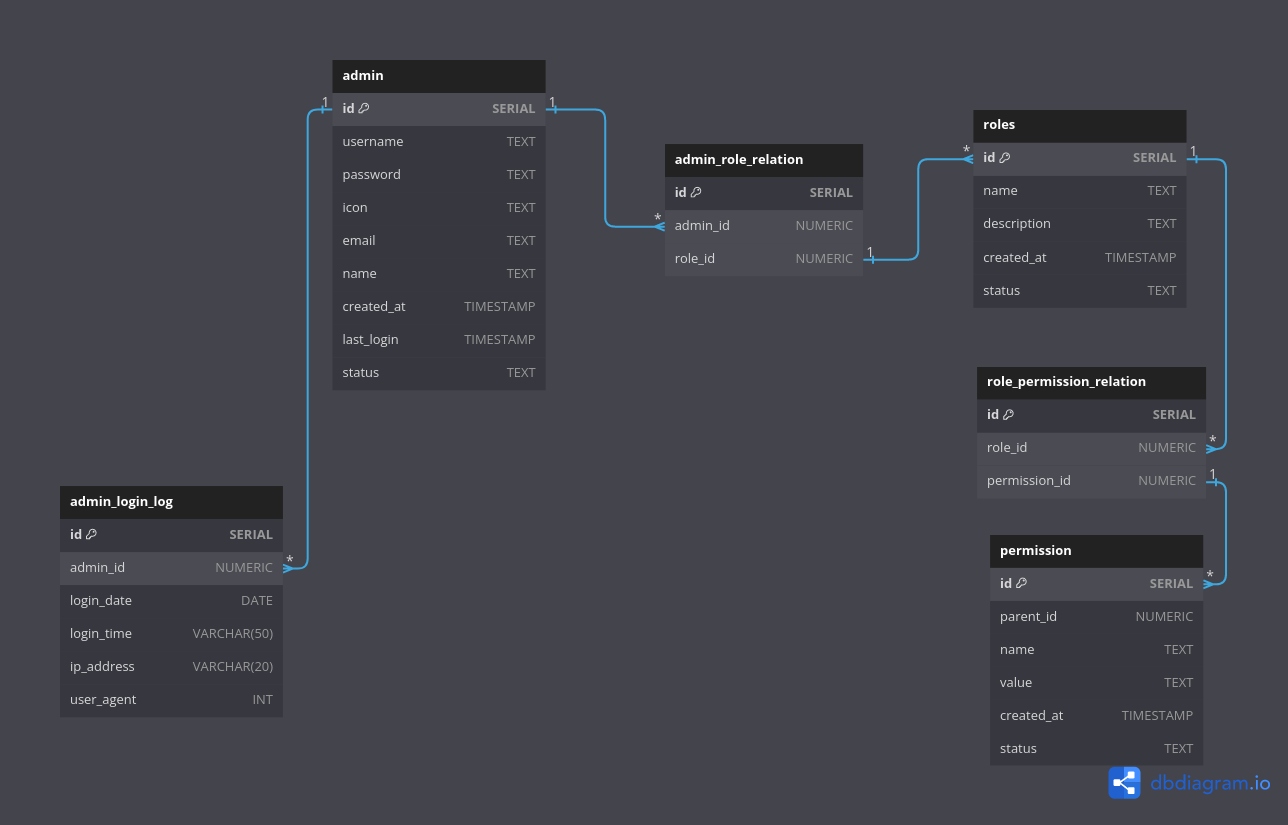 admin
1 id SERIAL 1
username TEXT
password TEXT
icon TEXT
email TEXT
name TEXT
created_at TIMESTAMP
last_login TIMESTAMP
status TEXT
admin_role_relation
id SERIAL
* admin_id NUMERIC
role_id NUMERIC 1
roles
* id SERIAL 1
name TEXT
description TEXT
created_at TIMESTAMP
status TEXT
role_permission_relation
id SERIAL
role_id NUMERIC *
permission_id NUMERIC 1
admin_login_log
id SERIAL
admin_id NUMERIC *
login_date DATE
login_time VARCHAR(50)
ip_address VARCHAR(20)
user_agent INT
permission
id SERIAL *
parent_id NUMERIC
name TEXT
value TEXT
created_at TIMESTAMP
status TEXT
dbdiagram.io